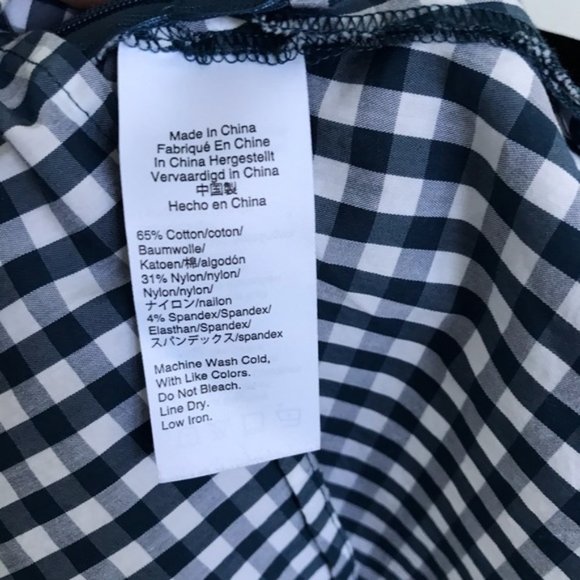 Made In China
Fabriqué En Chine
In China Hergestellt
Vervaardigd in China
中国製
Hecho en China
65% Cotton/coton/
Baumwolle/
Katoen/棉/algodón
31% Nylon/nylon/
Nylon/nylon/
ナイロン/nailon
4% Spandex/Spandex/
Elasthan/Spandex/
スパンデックス/spandex
Machine Wash Cold,
With Like Colors.
Do Not Bleach.
Line Dry.
Low Iron.